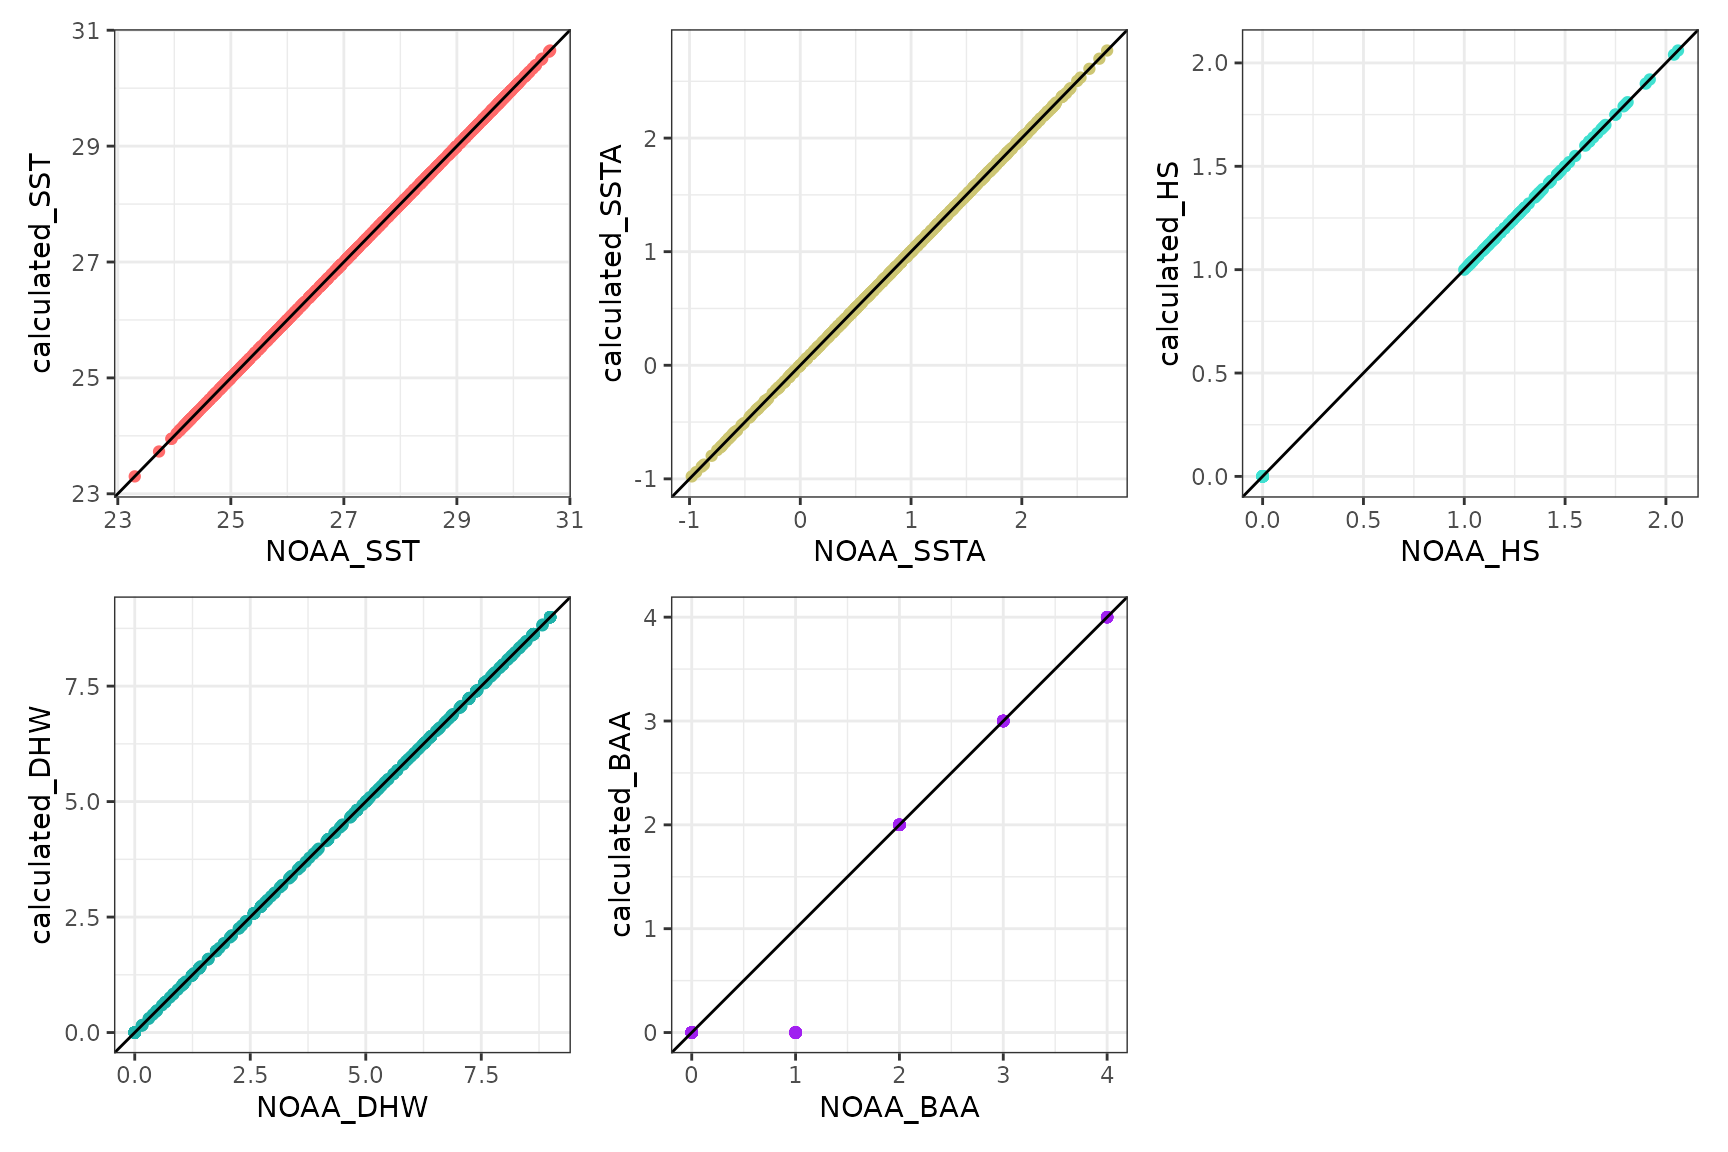 calculated_SST
31
29
27
25
23
23 25 27 29 31
NOAA_SST
calculated_SSTA
2
1
0
-1
-1 0 1 2
NOAA_SSTA
calculated_HS
2.0
1.5
1.0
0.5
0.0
0.0 0.5 1.0 1.5 2.0
NOAA_HS
calculated_DHW
7.5
5.0
2.5
0.0
0.0 2.5 5.0 7.5
NOAA_DHW
calculated_BAA
4
3
2
1
0
0 1 2 3 4
NOAA_BAA